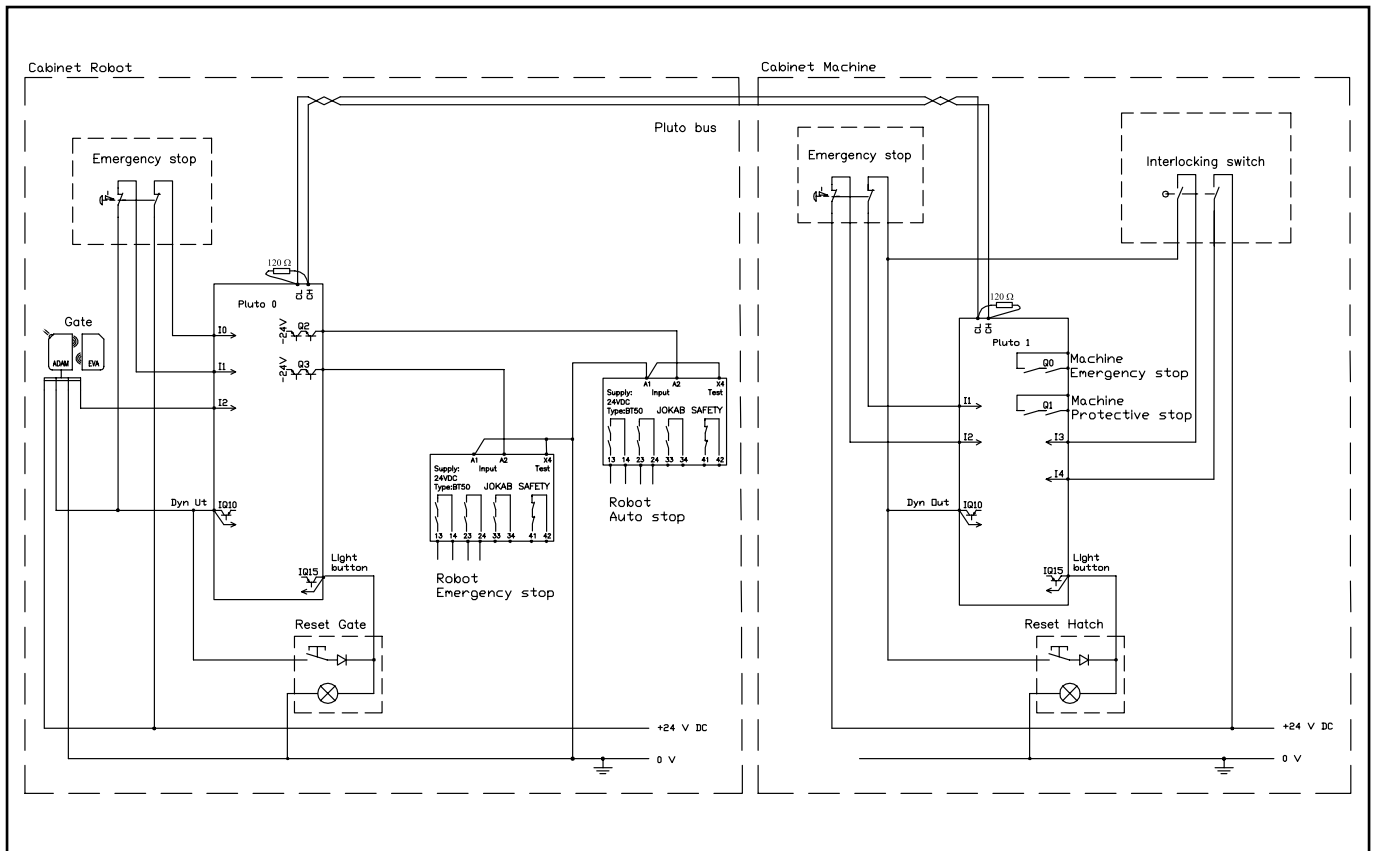 Cabinet Robot
Cabinet Machine
Pluto bus
Emergency stop
Emergency stop
Interlocking switch
120 Ω
CL
CH
Pluto 0
-24V
Q2
I0
-24V
Q3
I1
I2
Gate
ADAM
EVA
Dyn Ut
IQ10
IQ15
Light
button
Reset Gate
A1
A2
X4
Supply:
Input
Test
24VDC
Type:BT50
JOKAB SAFETY
13
14
23
24
33
34
41
42
Robot
Auto stop
A1
A2
X4
Supply:
Input
Test
24VDC
Type:BT50
JOKAB SAFETY
13
14
23
24
33
34
41
42
Robot
Emergency stop
+24 V DC
0 V
120 Ω
CL
CH
Pluto 1
Q0
Machine
Emergency stop
Q1
Machine
Protective stop
I1
I2
I3
I4
Dyn Out
IQ10
IQ15
Light
button
Reset Hatch
+24 V DC
0 V